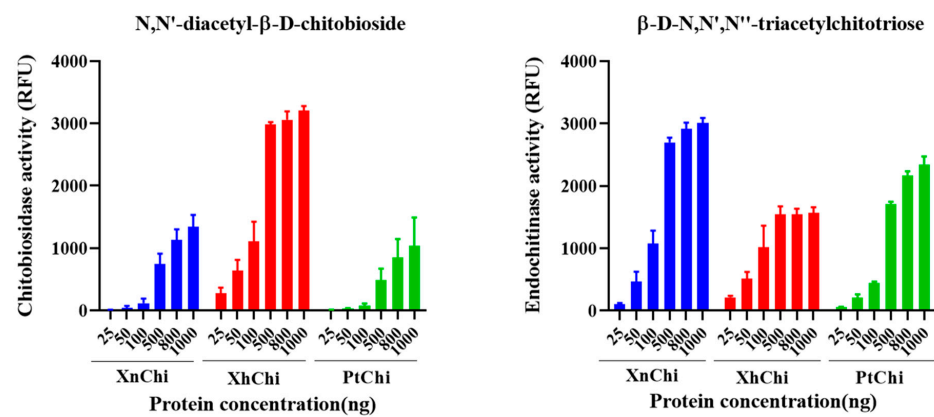 N,N'-diacetyl-β-D-chitobioside
Chitobiosidase activity (RFU)
4000
3000
2000
1000
0
25 50 100 500 800 1000 25 50 100 500 800 1000 25 50 100 500 800 1000
XnChi XhChi PtChi
Protein concentration(ng)
β-D-N,N',N''-triacetylchitotriose
Endochitinase activity (RFU)
4000
3000
2000
1000
0
25 50 100 500 800 1000 25 50 100 500 800 1000 25 50 100 500 800 1000
XnChi XhChi PtChi
Protein concentration(ng)